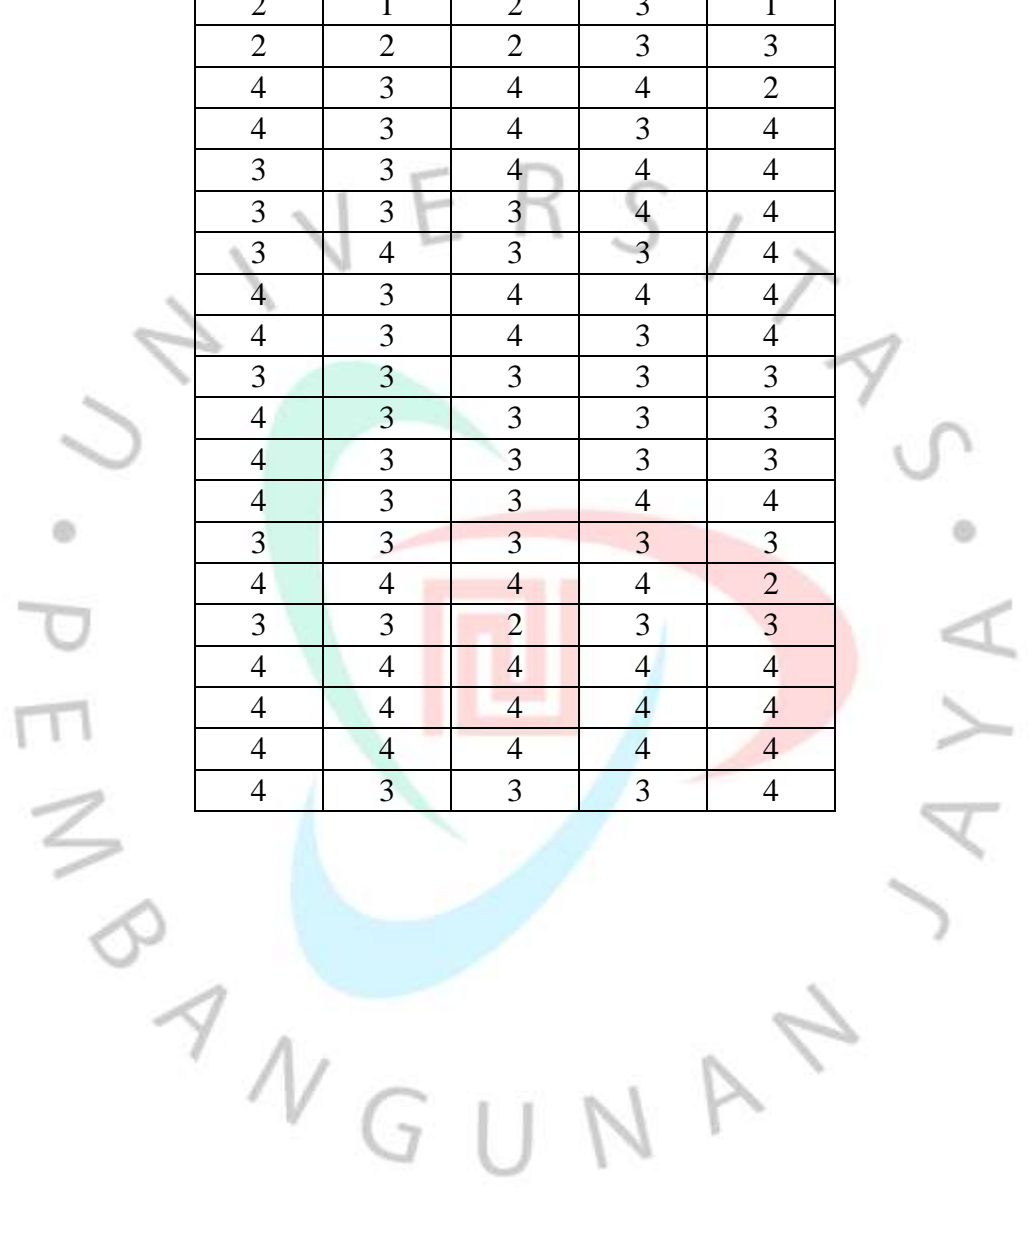 2 1 2 3 1
2 2 2 3 3
4 3 4 4 2
4 3 4 3 4
3 3 4 4 4
3 3 3 4 4
3 4 3 3 4
4 3 4 4 4
4 3 4 3 4
3 3 3 3 3
4 3 3 3 3
4 3 3 3 3
4 3 3 4 4
3 3 3 3 3
4 4 4 4 2
3 3 2 3 3
4 4 4 4 4
4 4 4 4 4
4 4 4 4 4
4 3 3 3 4
UNIVERSITAS
PEMBANGUNAN JAYA